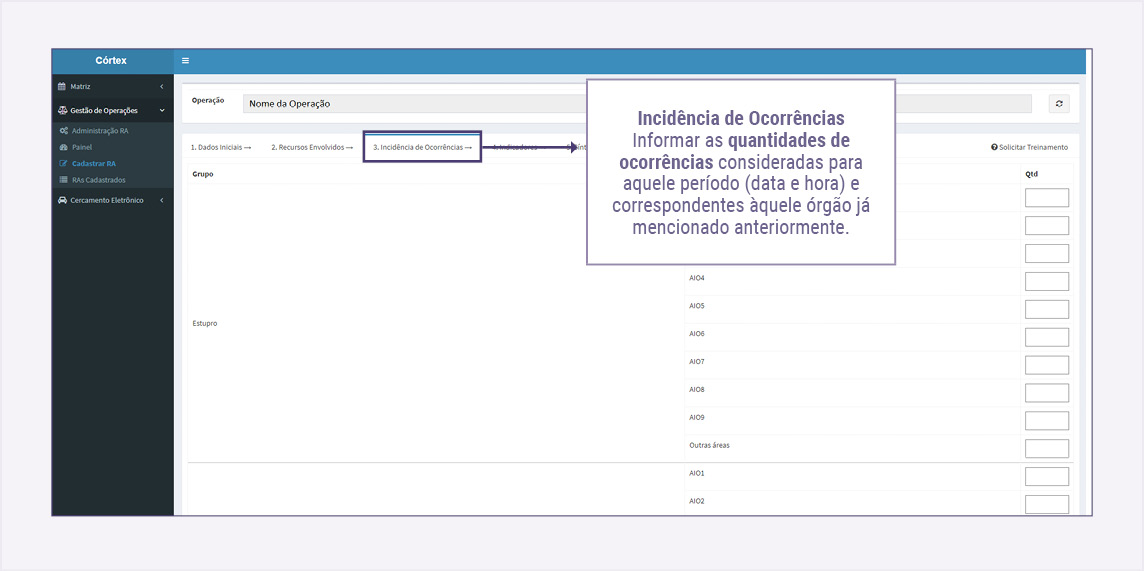 Córtex
Matriz
Gestão de Operações
Administração RA
Painel
Cadastrar RA
RAs Cadastrados
Cercamento Eletrônico
Operação
Nome da Operação
1. Dados Iniciais → 2. Recursos Envolvidos → 3. Incidência de Ocorrências → 4. Indicadores
Solicitar Treinamento
Incidência de Ocorrências
Informar as quantidades de
ocorrências consideradas para
aquele período (data e hora) e
correspondentes àquele órgão já
mencionado anteriormente.
Grupo
Qtd
Estupro
AIO4
AIO5
AIO6
AIO7
AIO8
AIO9
Outras áreas
AIO1
AIO2